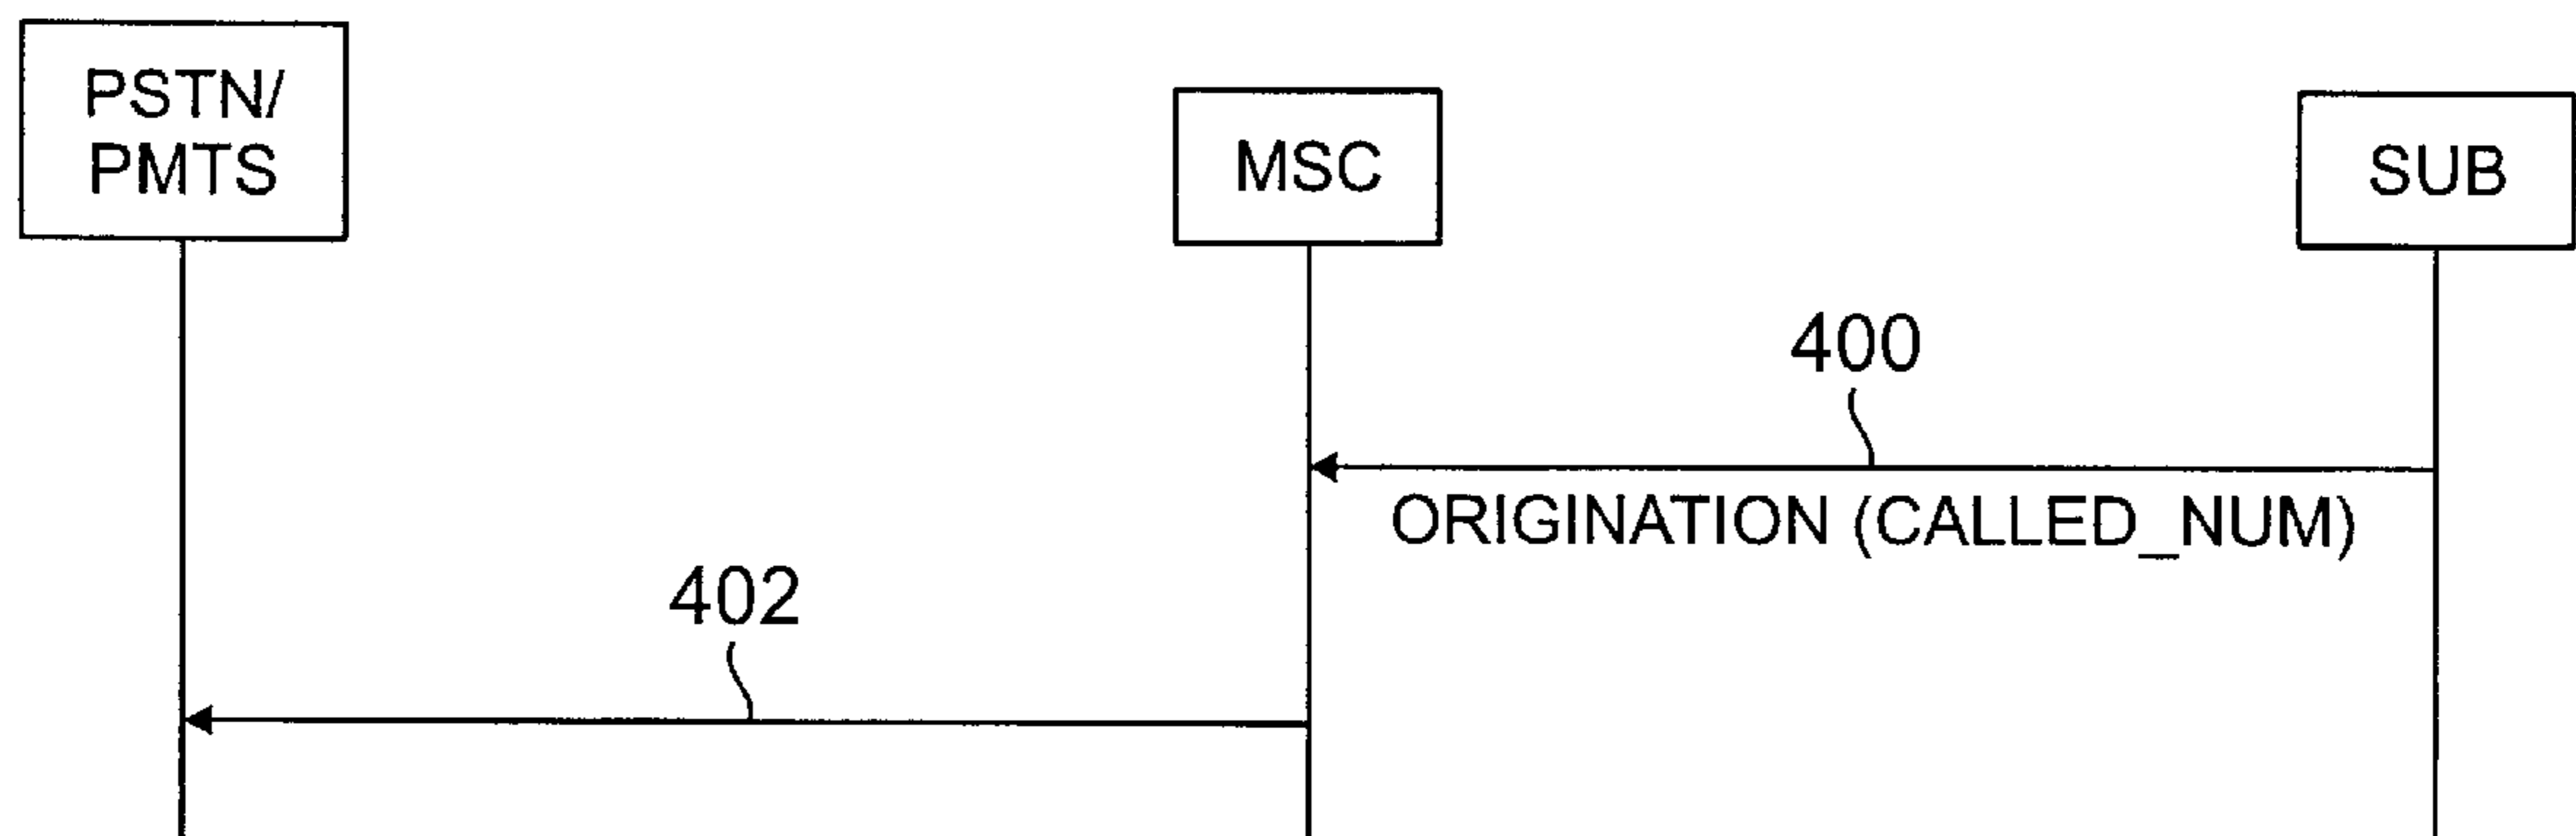 PSTN/
PMTS
MSC
SUB
400
ORIGINATION (CALLED_NUM)
402